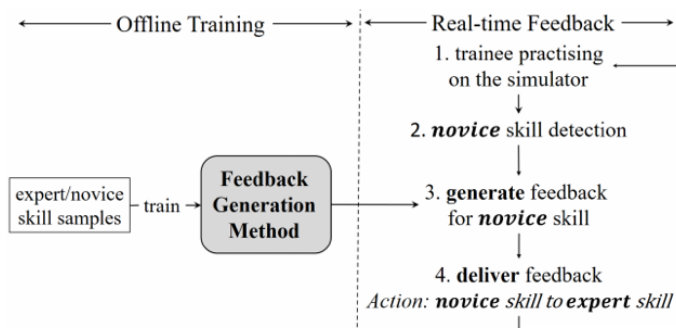 Offline Training
Real-time Feedback
1. trainee practising
on the simulator
2. novice skill detection
expert/novice
skill samples
train
Feedback
Generation
Method
3. generate feedback
for novice skill
4. deliver feedback
Action: novice skill to expert skill